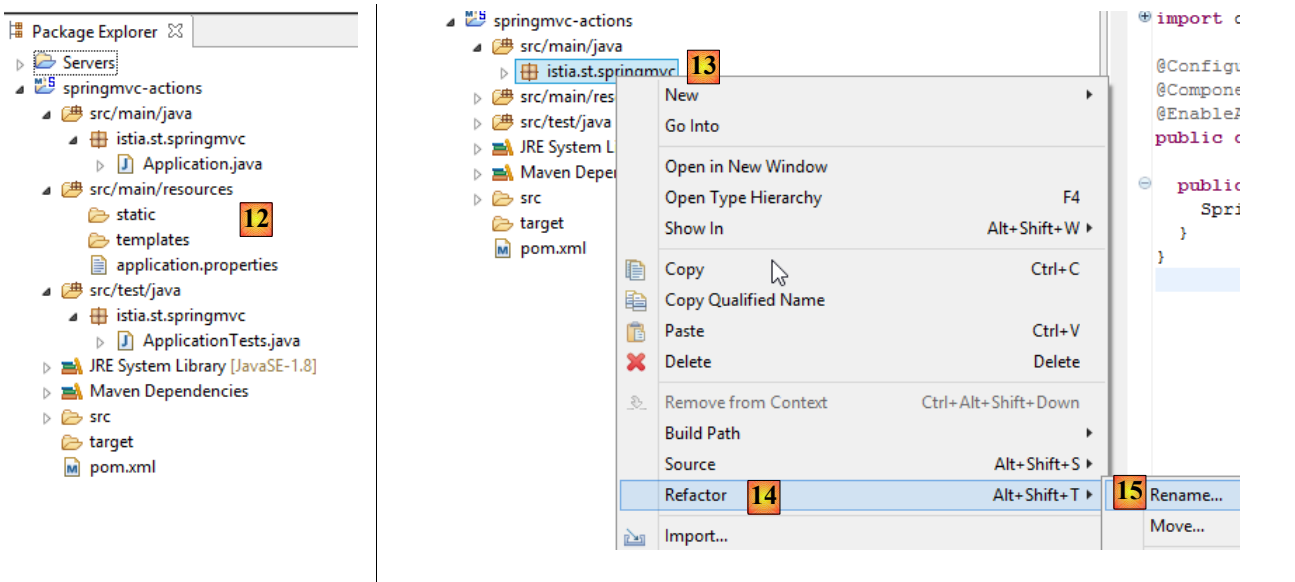 Package Explorer
Servers
springmvc-actions
src/main/java
istia.st.springmvc
Application.java
src/main/resources
static
12
templates
application.properties
src/test/java
istia.st.springmvc
ApplicationTests.java
JRE System Library [JavaSE-1.8]
Maven Dependencies
src
target
pom.xml
springmvc-actions
src/main/java
istia.st.springmvc
13
src/main/res
src/test/java
JRE System L
Maven Deper
src
target
pom.xml
New
Go Into
Open in New Window
Open Type Hierarchy F4
Show In Alt+Shift+W
Copy Ctrl+C
Copy Qualified Name
Paste Ctrl+V
Delete Delete
Remove from Context Ctrl+Alt+Shift+Down
Build Path
Source Alt+Shift+S
Refactor 14 Alt+Shift+T
Import...
15 Rename...
Move...
import c
@Configu
@Compone
@EnableA
public c
public
Spri
}
}